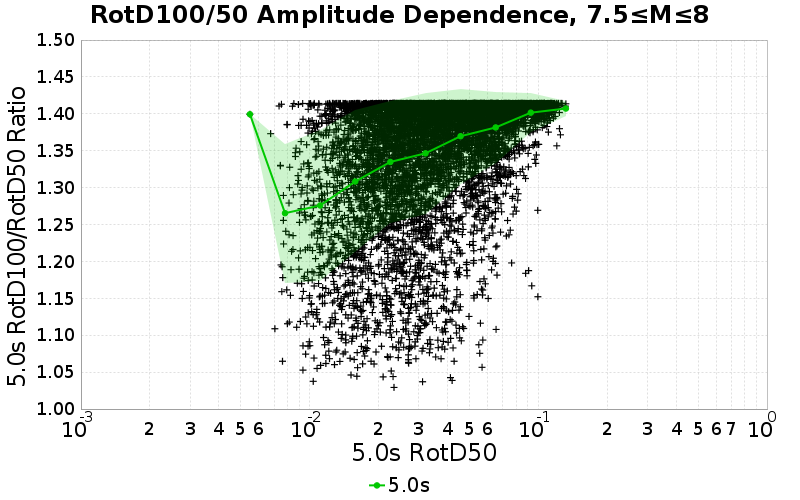 RotD100/50 Amplitude Dependence, 7.5≤M≤8
5.0s RotD100/RotD50 Ratio
1.50
1.45
1.40
1.35
1.30
1.25
1.20
1.15
1.10
1.05
1.00
10^-3 2 3 4 5 6 10^-2 2 3 4 5 6 10^-1 2 3 4 5 6 7 10^0
5.0s RotD50
5.0s